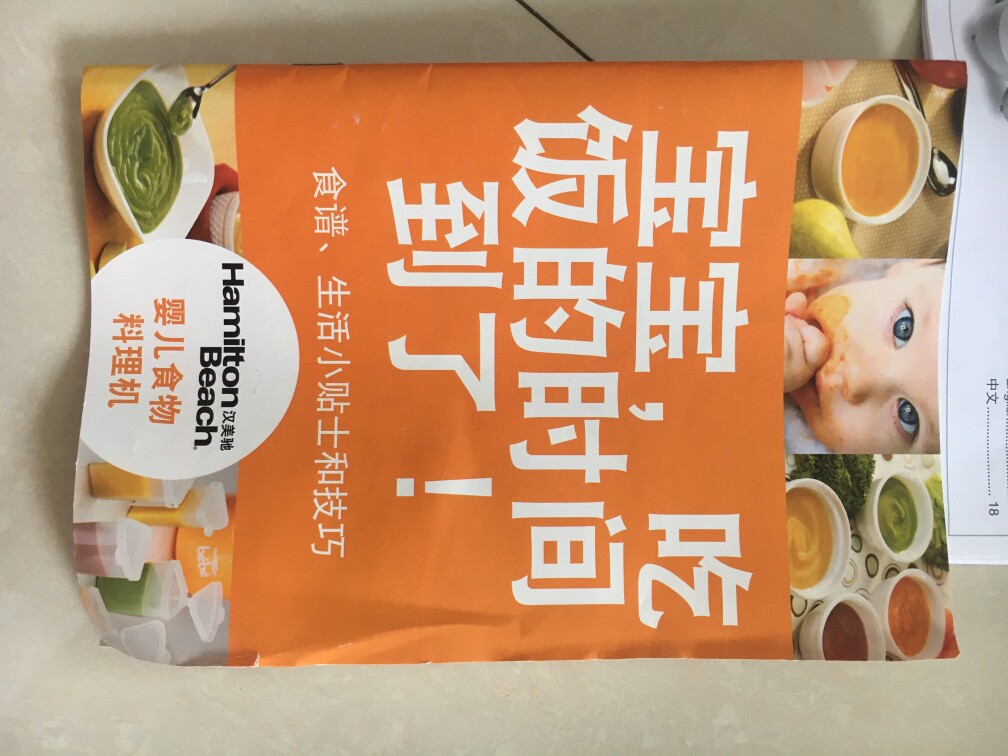 宝宝，吃
饭的时间
到了！
食谱、生活小贴士和技巧
Hamilton
Beach 汉美驰
婴儿食物
料理机
中文 18